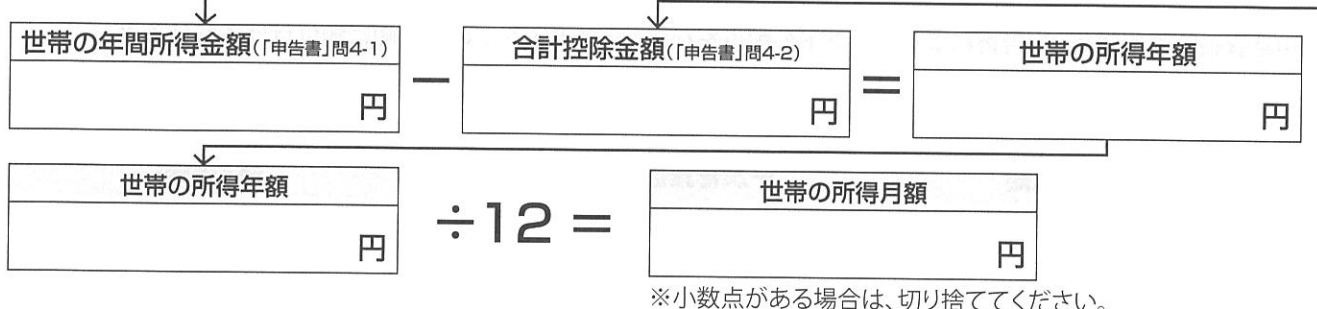 世帯の年間所得金額(「申告書」問4-1)
円
−
合計控除金額(「申告書」問4-2)
円
=
世帯の所得年額
円
世帯の所得年額
円
÷12=
世帯の所得月額
円
※小数点がある場合は、切り捨ててください。